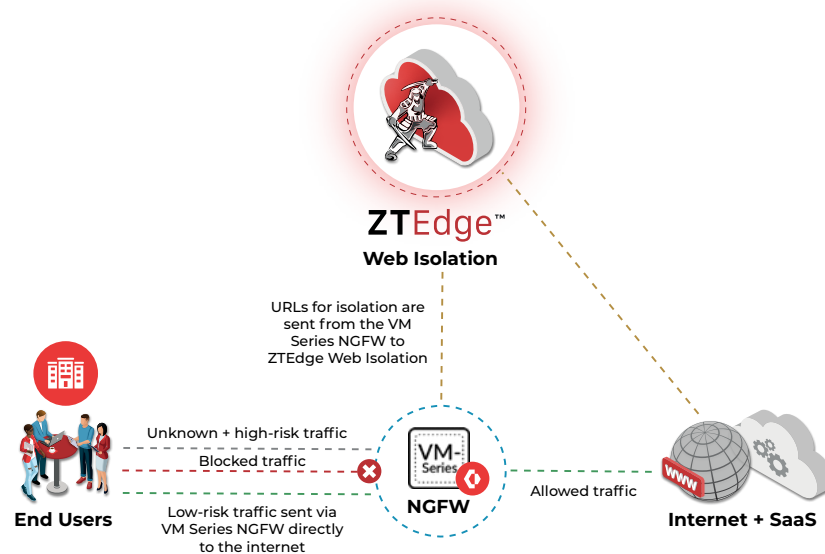 ZTEdge™
Web Isolation
URLs for isolation are
sent from the VM
Series NGFW to
ZTEdge Web Isolation
Unknown + high-risk traffic
Blocked traffic
Low-risk traffic sent via
VM Series NGFW directly
to the internet
End Users
VM-
Series
NGFW
Allowed traffic
WWW
Internet + SaaS